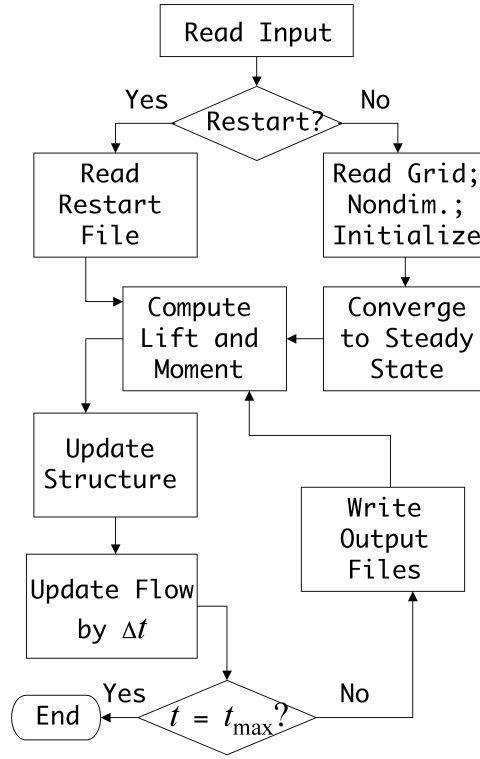 Read Input
Yes
No
Restart?
Read
Restart
File
Read Grid;
Nondim.;
Initialize
Compute
Lift and
Moment
Converge
to Steady
State
Update
Structure
Write
Output
Files
Update Flow
by Δt
Yes
No
End
t = tmax?